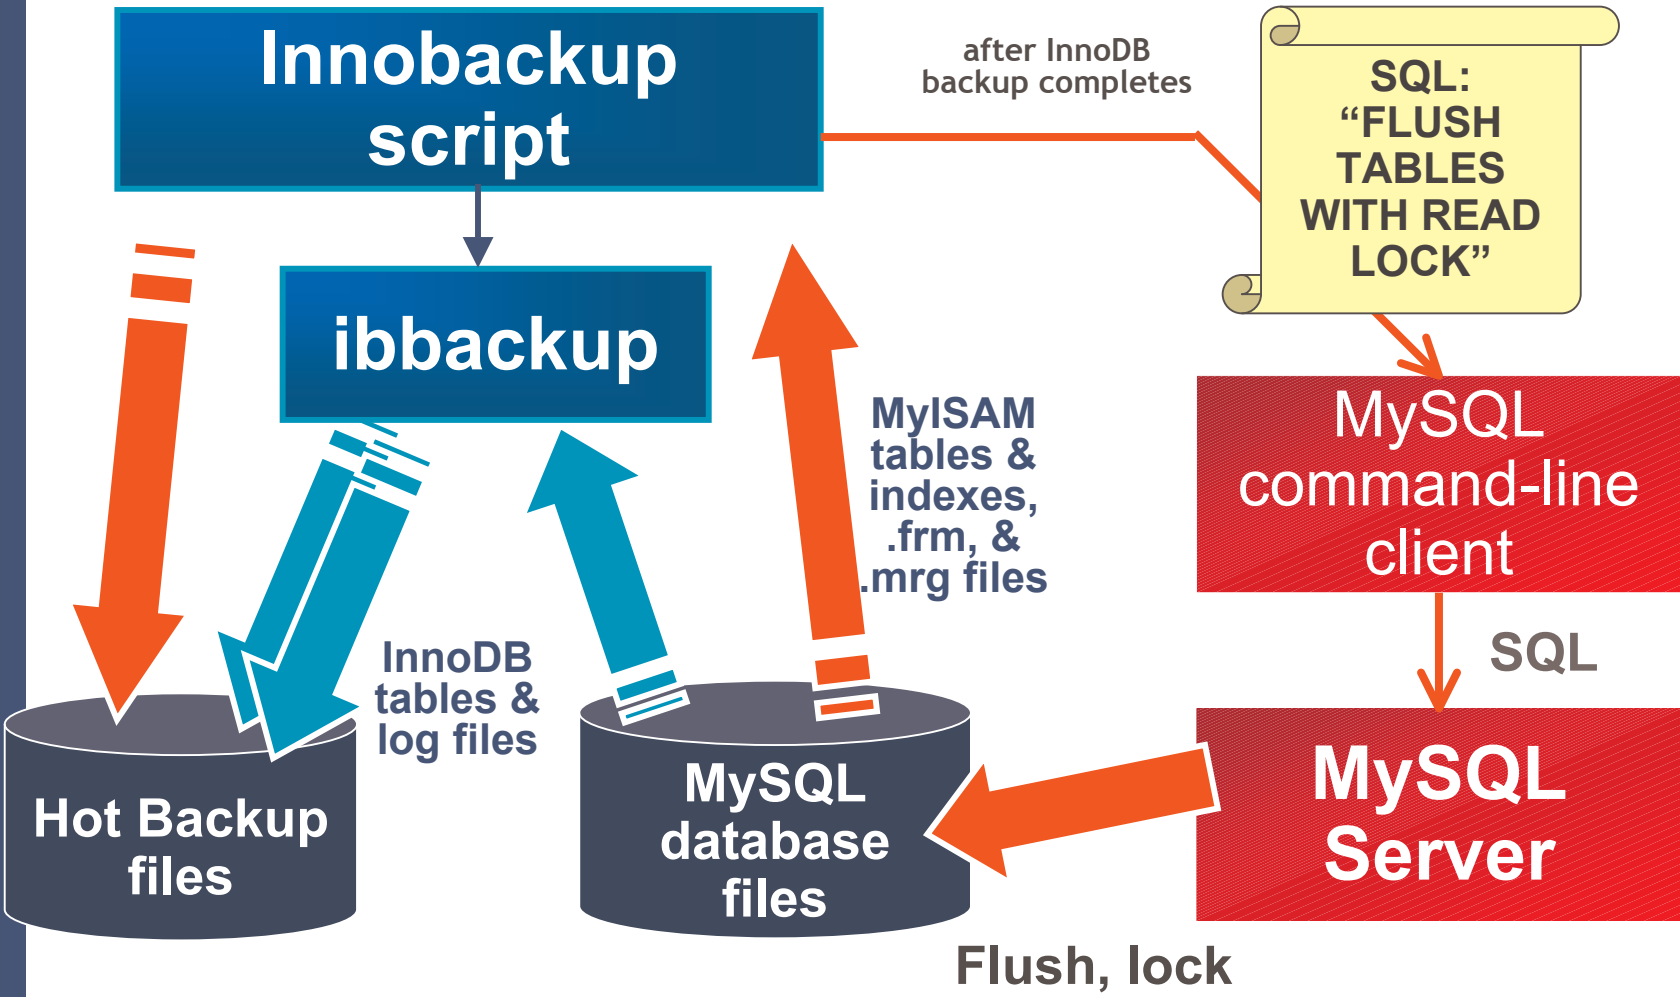 Innobackup
script
after InnoDB
backup completes
SQL:
“FLUSH
TABLES
WITH READ
LOCK”
ibbackup
MyISAM
tables &
indexes,
.frm, &
.mrg files
MySQL
command-line
client
InnoDB
tables &
log files
SQL
Hot Backup
files
MySQL
database
files
MySQL
Server
Flush, lock